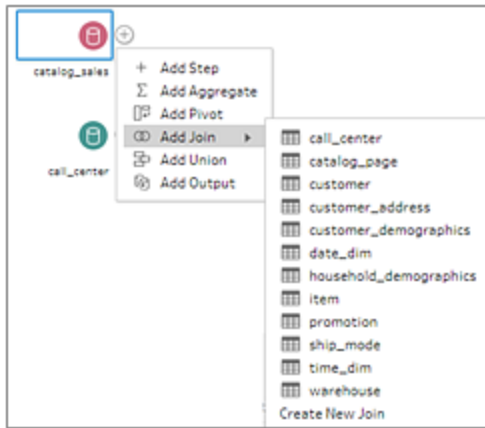 catalog_sales
call_center
+ Add Step
Σ Add Aggregate
Add Pivot
Add Join
Add Union
Add Output
call_center
catalog_page
customer
customer_address
customer_demographics
date_dim
household_demographics
item
promotion
ship_mode
time_dim
warehouse
Create New Join